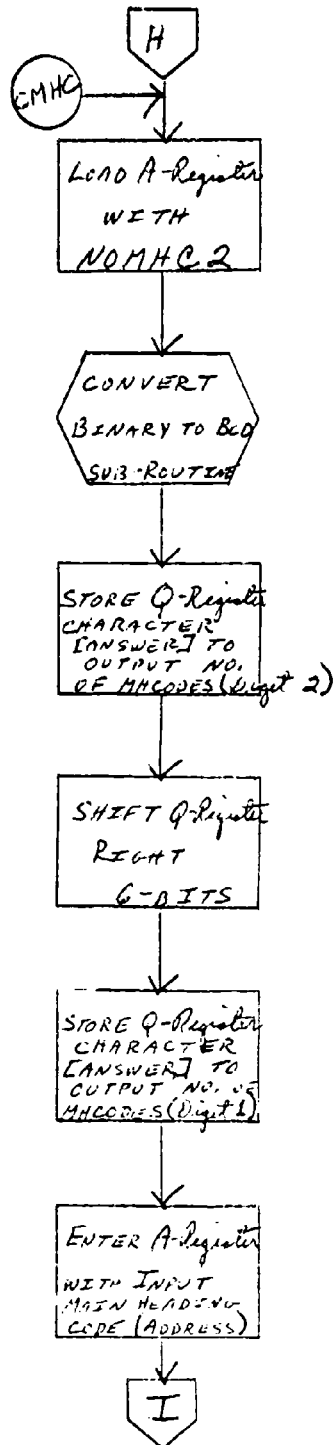 H
CMHC
LOAD A-Register
WITH
NOMHC2
CONVERT
BINARY TO BCD
SUB-ROUTINE
STORE Q-Register
CHARACTER
[ANSWER] TO
OUTPUT NO.
OF MHCODES (Digit 2)
SHIFT Q-Register
RIGHT
6-BITS
STORE Q-Register
CHARACTER
[ANSWER] TO
OUTPUT NO. OF
MHCODES (Digit 1)
ENTER A-Register
WITH INPUT
MAIN HEADING
CODE (ADDRESS)
I